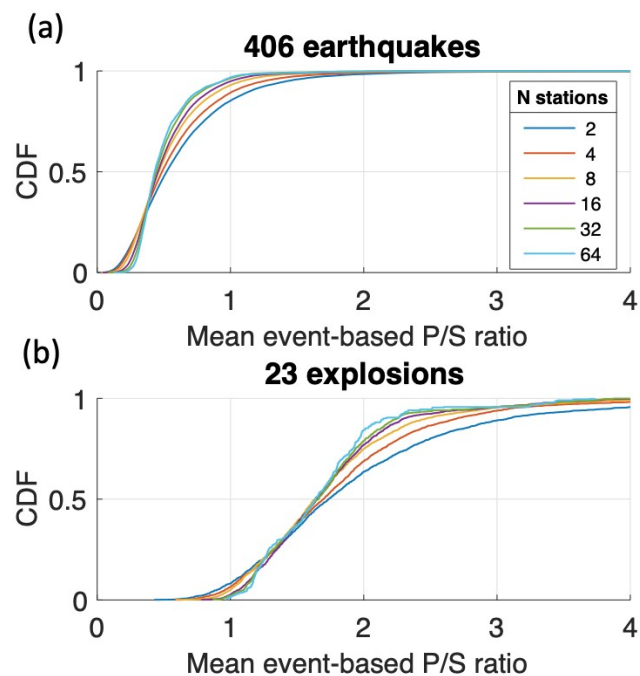 (a)
406 earthquakes
1
0.5
0
CDF
N stations
2
4
8
16
32
64
0 1 2 3 4
Mean event-based P/S ratio
(b)
23 explosions
1
0.5
0
CDF
0 1 2 3 4
Mean event-based P/S ratio